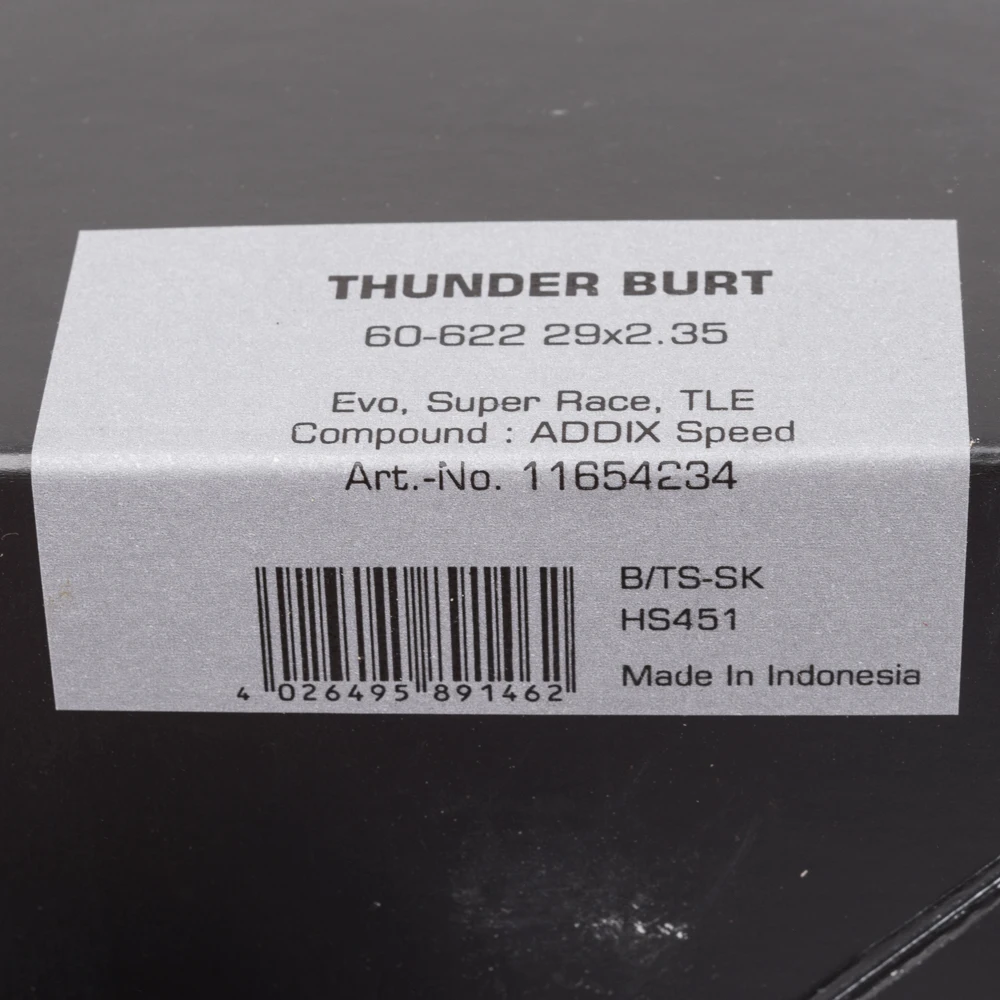 THUNDER BURT
60-622 29x2.35
Evo, Super Race, TLE
Compound : ADDIX Speed
Art.-No. 11654234
B/TS-SK
HS451
Made In Indonesia
4 026495 891462